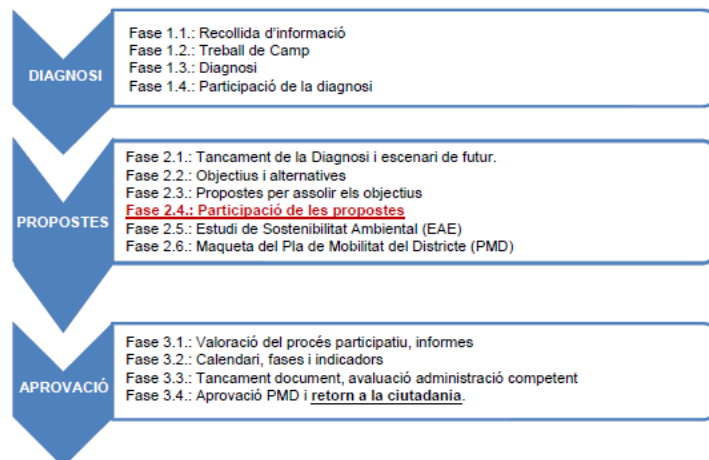 DIAGNOSI
Fase 1.1.: Recollida d'informació
Fase 1.2.: Treball de Camp
Fase 1.3.: Diagnosi
Fase 1.4.: Participació de la diagnosi
PROPOSTES
Fase 2.1.: Tancament de la Diagnosi i escenari de futur.
Fase 2.2.: Objectius i alternatives
Fase 2.3.: Propostes per assolir els objectius
Fase 2.4.: Participació de les propostes
Fase 2.5.: Estudi de Sostenibilitat Ambiental (EAE)
Fase 2.6.: Maqueta del Pla de Mobilitat del Districte (PMD)
APROVACIÓ
Fase 3.1.: Valoració del procés participatiu, informes
Fase 3.2.: Calendari, fases i indicadors
Fase 3.3.: Tancament document, avaluació administració competent
Fase 3.4.: Aprovació PMD i retorn a la ciutadania.